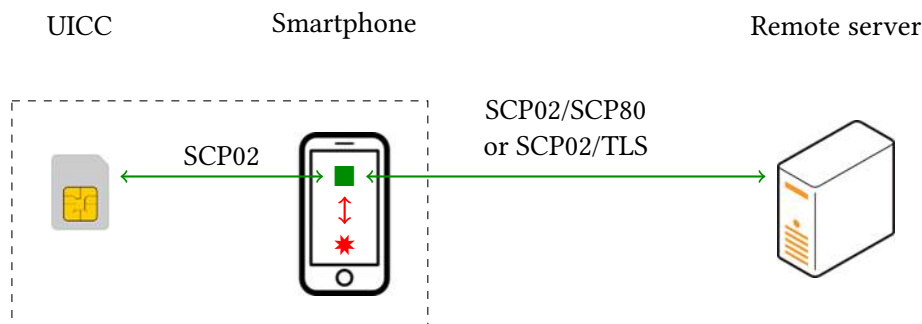 UICC
Smartphone
Remote server
SCP02
SCP02/SCP80
or SCP02/TLS